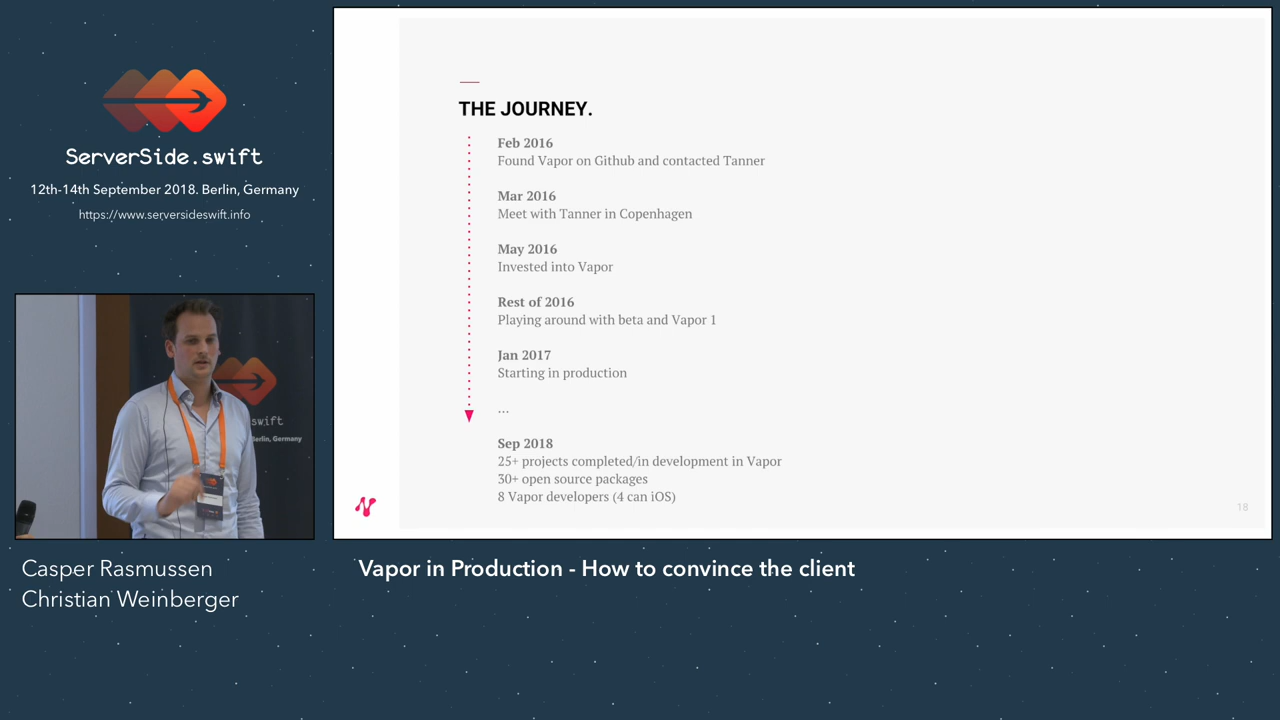 ServerSide.swift
12th-14th September 2018. Berlin, Germany
https://www.serversideswift.info
THE JOURNEY.
Feb 2016
Found Vapor on Github and contacted Tanner
Mar 2016
Meet with Tanner in Copenhagen
May 2016
Invested into Vapor
Rest of 2016
Playing around with beta and Vapor 1
Jan 2017
Starting in production
...
Sep 2018
25+ projects completed/in development in Vapor
30+ open source packages
8 Vapor developers (4 can iOS)
18
swift
Berlin, Germany
Casper Rasmussen
Christian Weinberger
Vapor in Production - How to convince the client